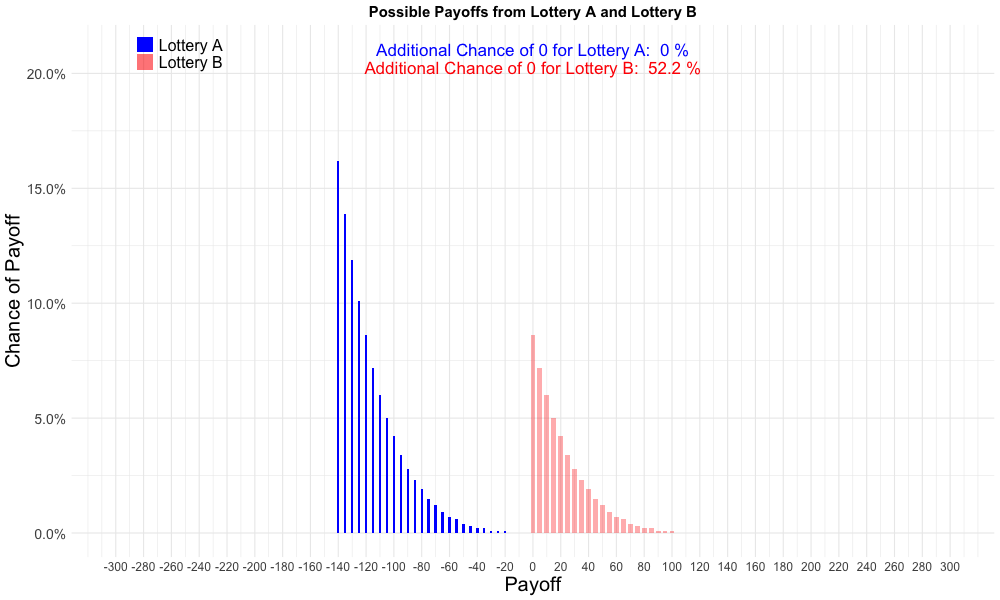 Possible Payoffs from Lottery A and Lottery B
Lottery A
Lottery B
Additional Chance of 0 for Lottery A:  0 %
Additional Chance of 0 for Lottery B:  52.2 %
Chance of Payoff
20.0%
15.0%
10.0%
5.0%
0.0%
-300 -280 -260 -240 -220 -200 -180 -160 -140 -120 -100 -80 -60 -40 -20 0 20 40 60 80 100 120 140 160 180 200 220 240 260 280 300
Payoff